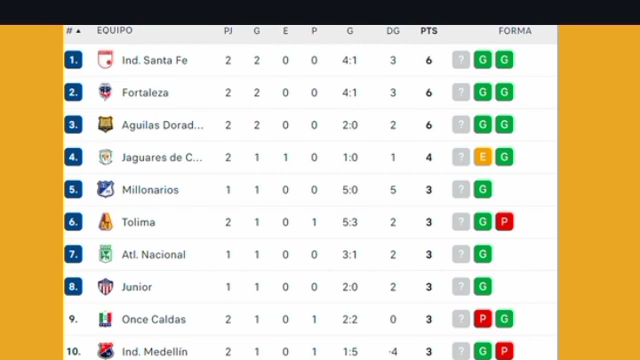 # ▲ EQUIPO PJ G E P G DG PTS FORMA
1. Ind. Santa Fe 2 2 0 0 4:1 3 6 ? G G
2. Fortaleza 2 2 0 0 4:1 3 6 ? G G
3. Aguilas Dorad... 2 2 0 0 2:0 2 6 ? G G
4. Jaguares de C... 2 1 1 0 1:0 1 4 ? E G
5. Millonarios 1 1 0 0 5:0 5 3 ? G
6. Tolima 2 1 0 1 5:3 2 3 ? G P
7. Atl. Nacional 1 1 0 0 3:1 2 3 ? G
8. Junior 1 1 0 0 2:0 2 3 ? G
9. Once Caldas 2 1 0 1 2:2 0 3 ? P G
10. Ind. Medellín 2 1 0 1 1:5 -4 3 ? G P